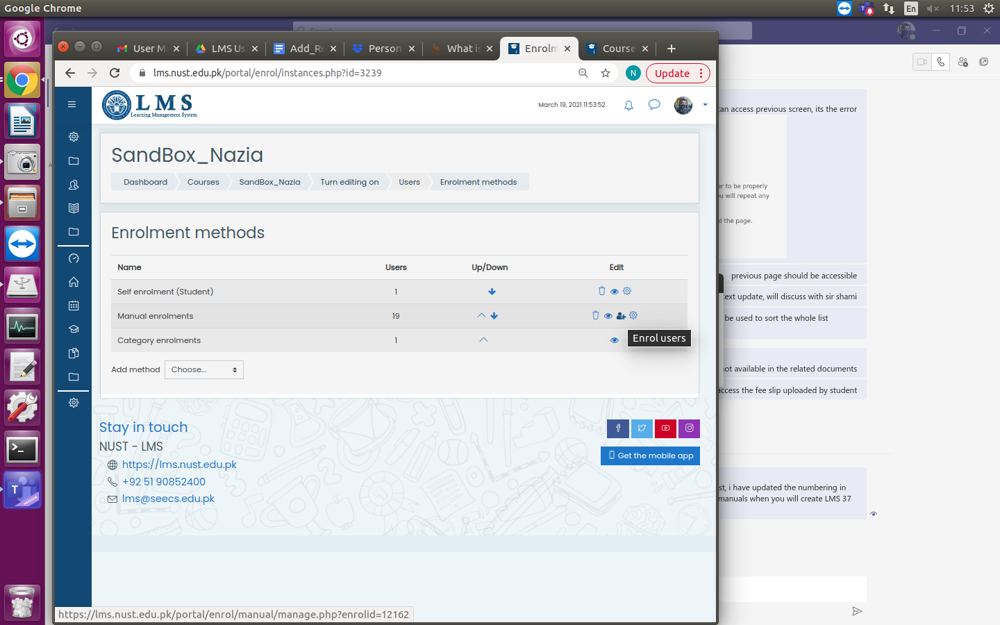 Google Chrome
En
11:53
Search
User M
LMS Us
Add_Re
Person
What is
Enrolm
Course
lms.nust.edu.pk/portal/enrol/instances.php?id=3239
N
Update
LMS
Learning Management System
March 19, 2021 11:53:52
SandBox_Nazia
Dashboard
Courses
SandBox_Nazia
Turn editing on
Users
Enrolment methods
Enrolment methods
Name
Users
Up/Down
Edit
Self enrolment (Student)
1
Manual enrolments
19
Category enrolments
1
Enrol users
Add method
Choose...
Stay in touch
NUST - LMS
https://lms.nust.edu.pk
+92 51 90852400
lms@seecs.edu.pk
Get the mobile app
https://lms.nust.edu.pk/portal/enrol/manual/manage.php?enrolid=12162
can access previous screen, its the error
er to be properly
ou will repeat any
d the page.
previous page should be accessible
text update, will discuss with sir shami
be used to sort the whole list
not available in the related documents
access the fee slip uploaded by student
st, i have updated the numbering in
manuals when you will create LMS 37
T
PREVIEW